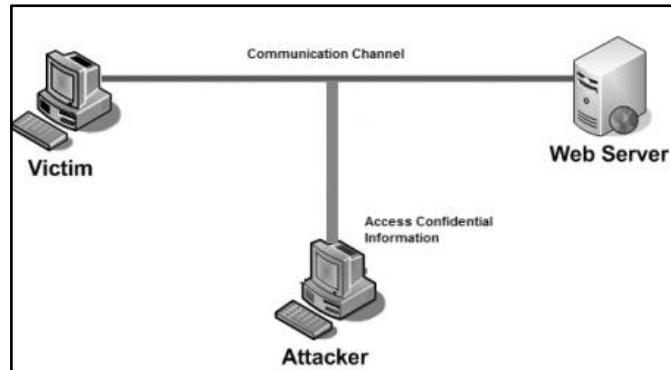 Communication Channel
Victim
Web Server
Access Confidential
Information
Attacker